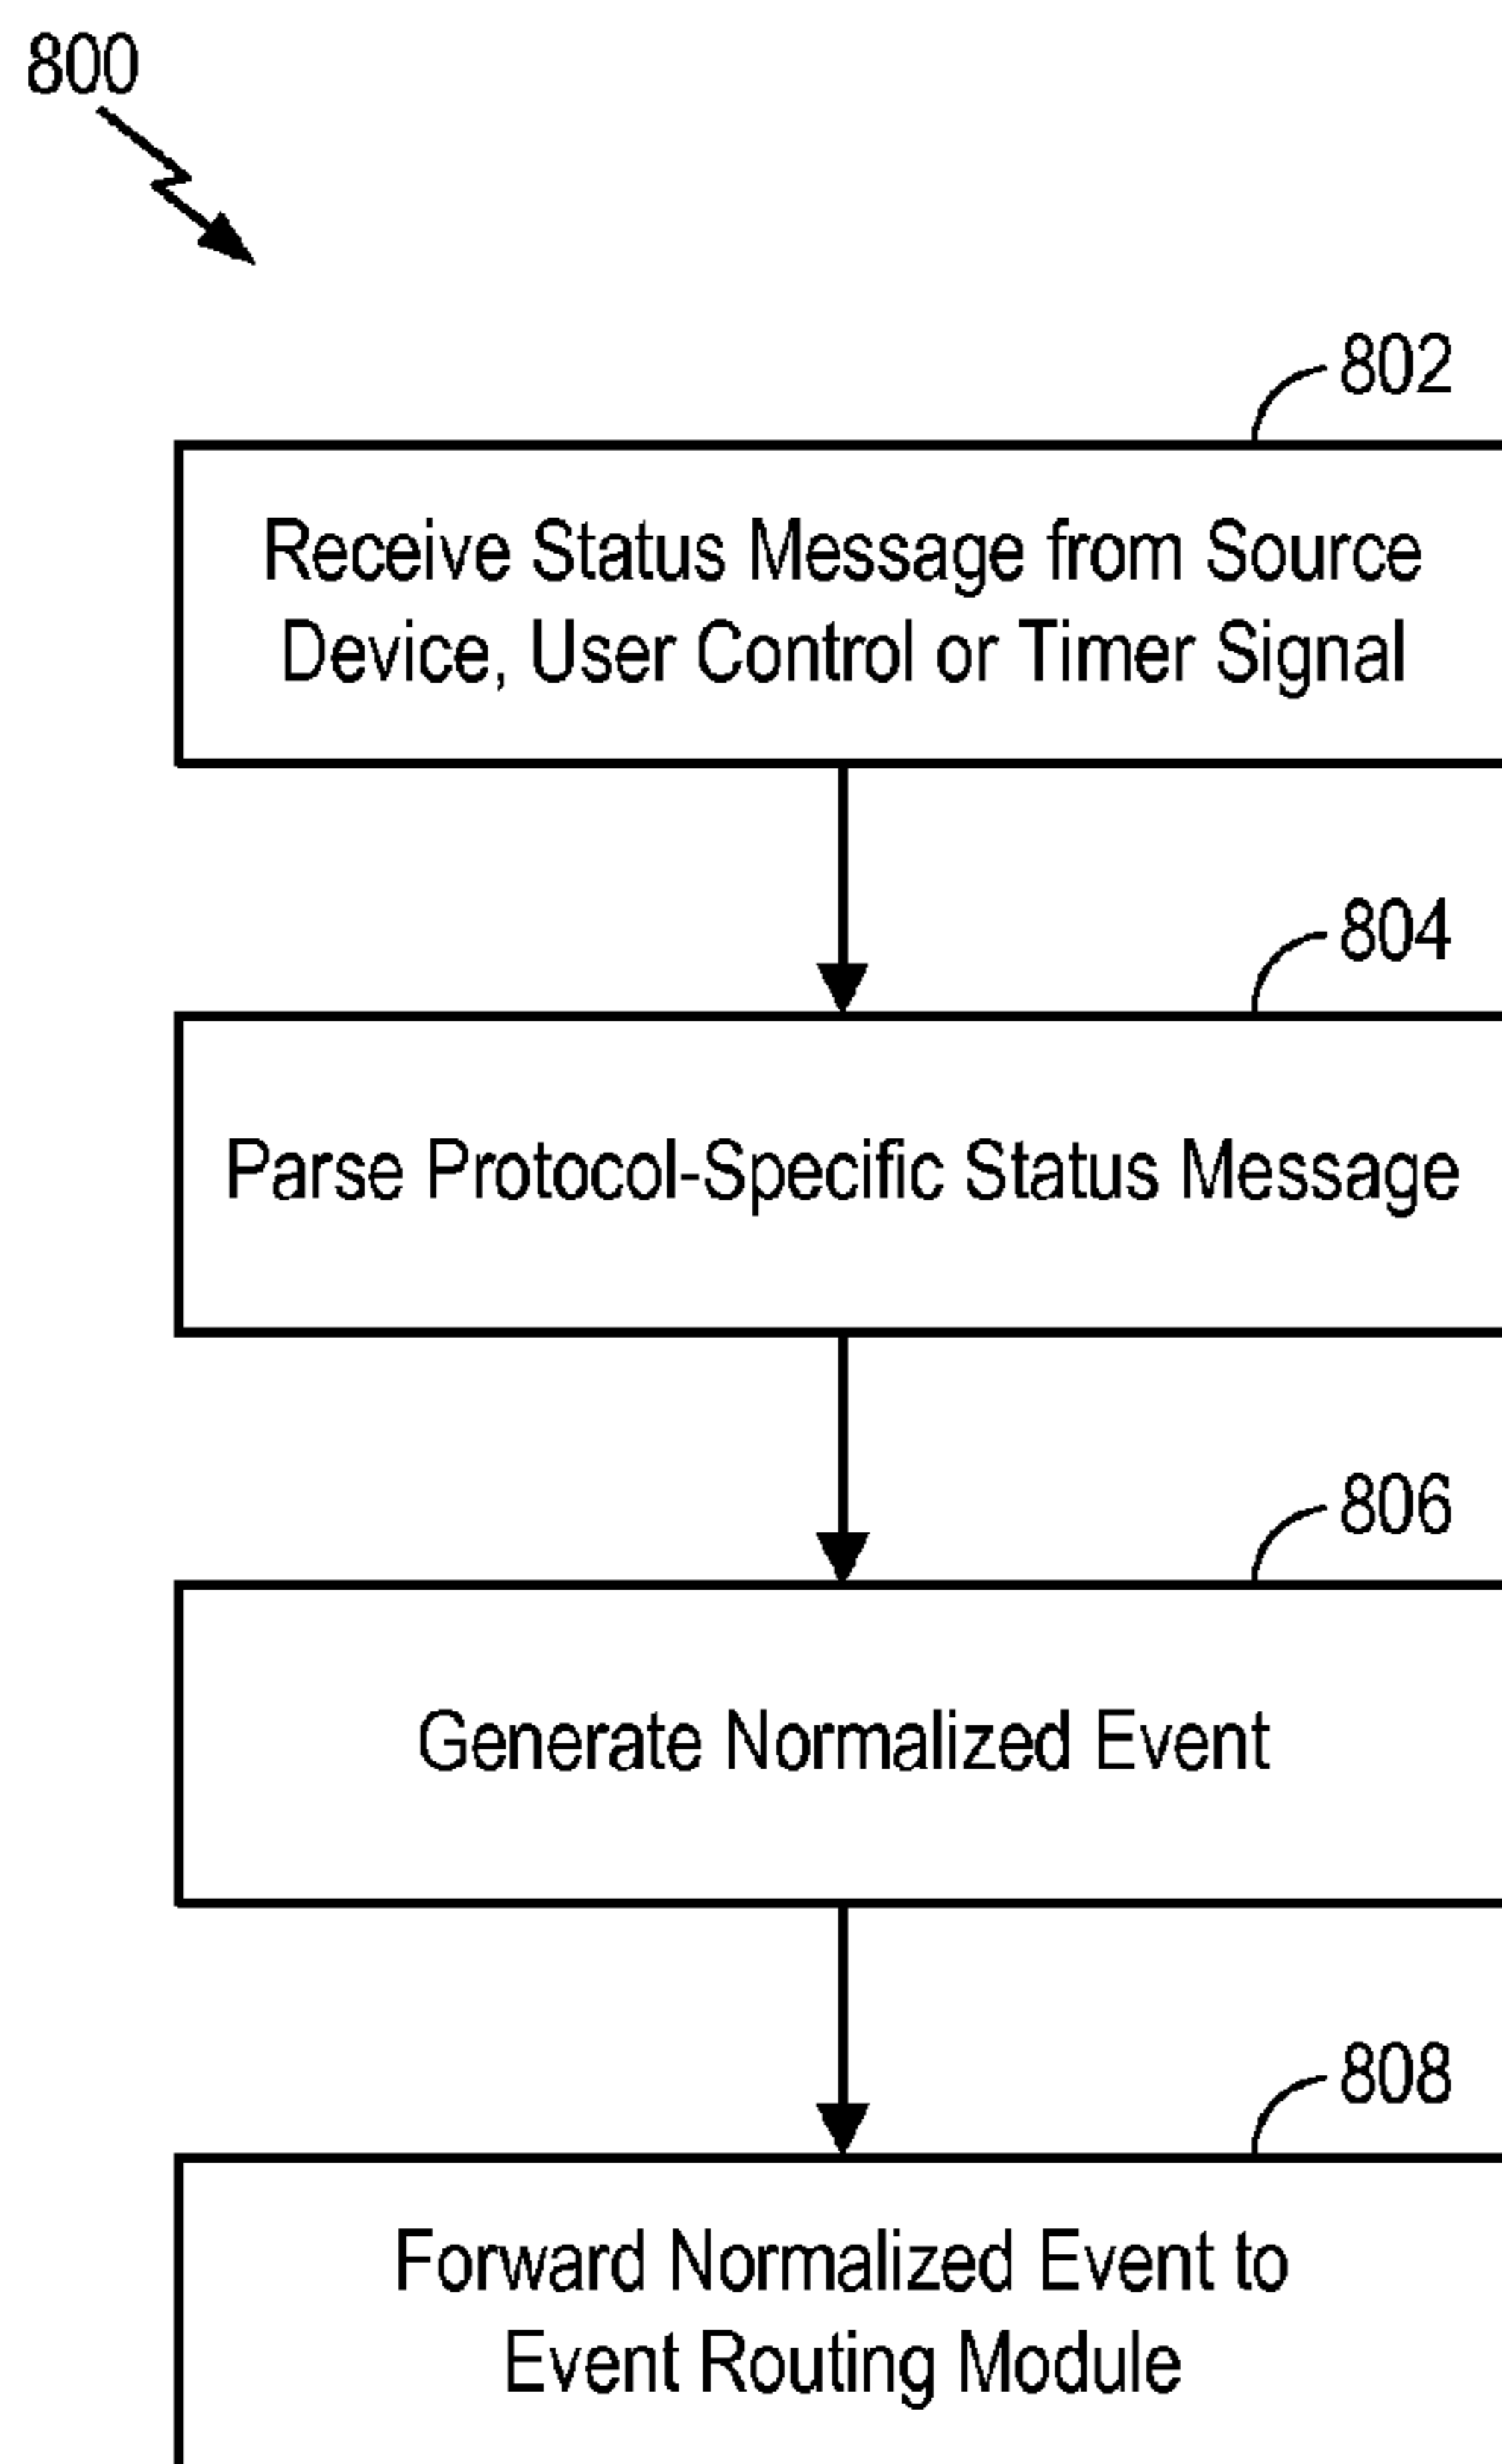 800
802
Receive Status Message from Source
Device, User Control or Timer Signal
804
Parse Protocol-Specific Status Message
806
Generate Normalized Event
808
Forward Normalized Event to
Event Routing Module